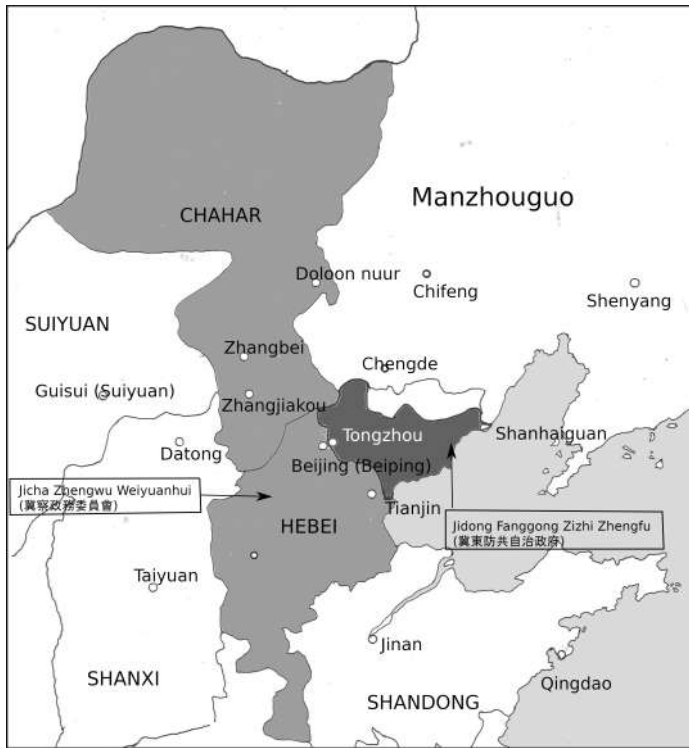 CHAHAR
Manzhouguo
Doloon nuur
Chifeng
Shenyang
SUIYUAN
Zhangbei
Chengde
Guisui (Suiyuan)
Zhangjiakou
Tongzhou
Shanhaiguan
Datong
Beijing (Beiping)
Jicha Zhengwu Weiyuanhui
(冀察政務委員會)
Tianjin
HEBEI
Jidong Fanggong Zizhi Zhengfu
(冀東防共自治政府)
Taiyuan
Jinan
SHANXI
SHANDONG
Qingdao